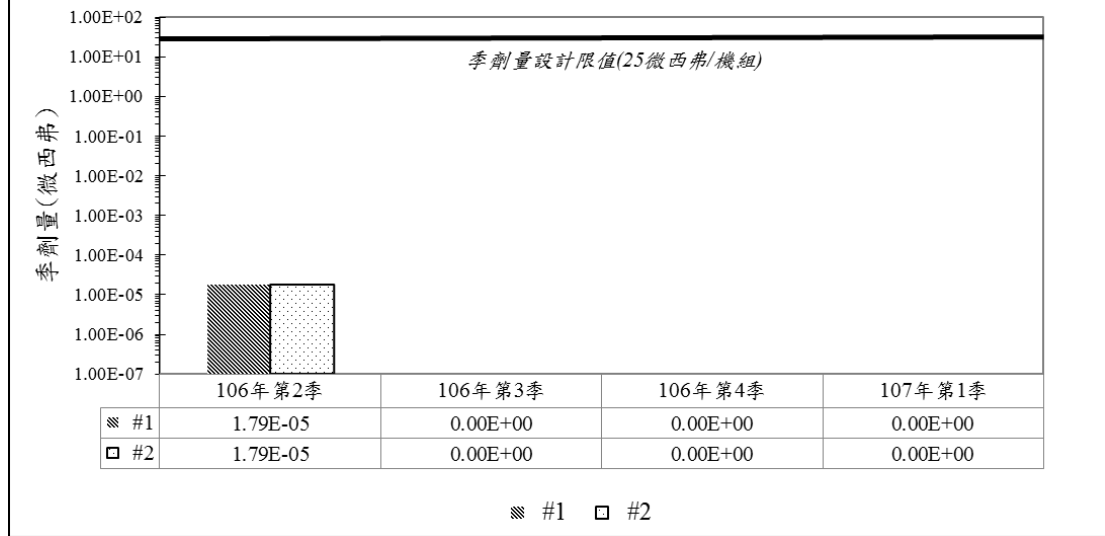 1.00E+02
1.00E+01
1.00E+00
1.00E-01
1.00E-02
1.00E-03
1.00E-04
1.00E-05
1.00E-06
1.00E-07
季劑量(微西弗)
季劑量設計限值(25微西弗/機組)
106年第2季 106年第3季 106年第4季 107年第1季
#1 1.79E-05 0.00E+00 0.00E+00 0.00E+00
#2 1.79E-05 0.00E+00 0.00E+00 0.00E+00
#1 #2